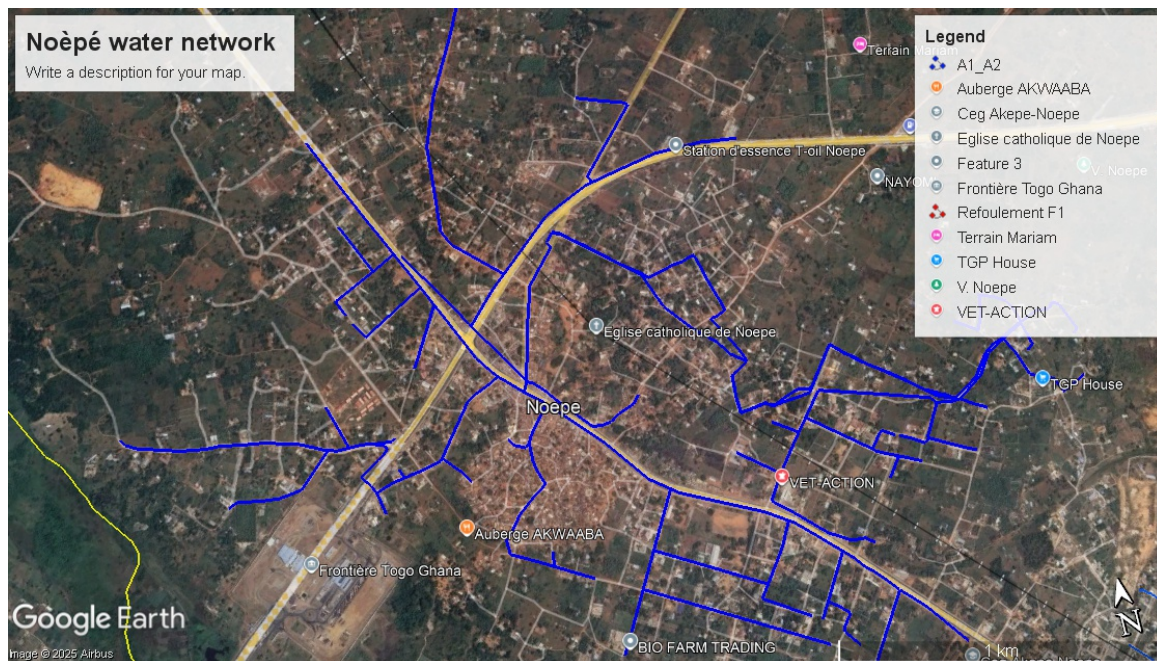 Noèpé water network
Write a description for your map.
Legend
A1_A2
Auberge AKWAABA
Ceg Akepe-Noepe
Eglise catholique de Noepe
Feature 3
Frontière Togo Ghana
Refoulement F1
Terrain Mariam
TGP House
V. Noepe
VET-ACTION
Terrain Mariam
Station d'essence T-oil Noepe
V. Noepe
Eglise catholique de Noepe
TGP House
Noepe
VET-ACTION
Auberge AKWAABA
Frontière Togo Ghana
Google Earth
BIO FARM TRADING
Image © 2025 Airbus
1 km
N